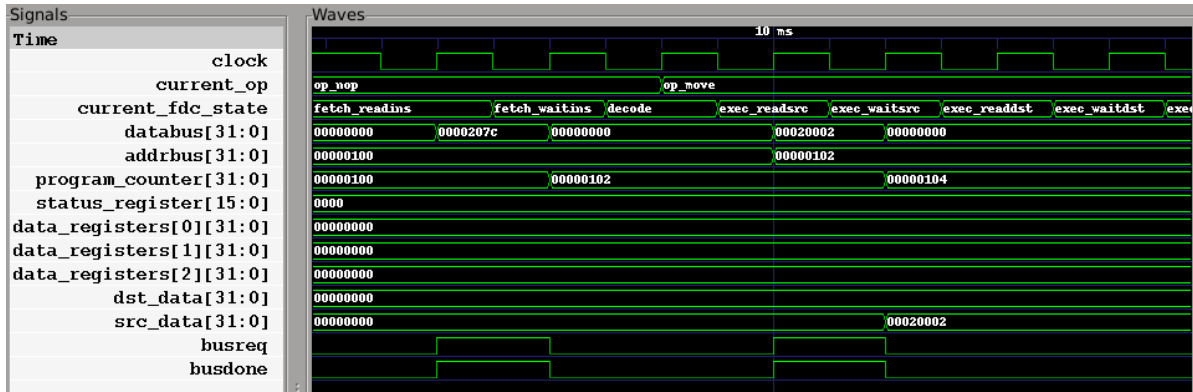 Signals
Waves
Time
10 ms
clock
current_op
op_nop op_move
current_fdc_state
fetch_readins fetch_waitins decode exec_readsrc exec_waitsrc exec_readdst exec_waitdst exe
databus[31:0]
00000000 0000207c 00000000 00020002 00000000
addrbus[31:0]
00000100 00000102
program_counter[31:0]
00000100 00000102 00000104
status_register[15:0]
0000
data_registers[0][31:0]
00000000
data_registers[1][31:0]
00000000
data_registers[2][31:0]
00000000
dst_data[31:0]
00000000
src_data[31:0]
00000000 00020002
busreq
busdone